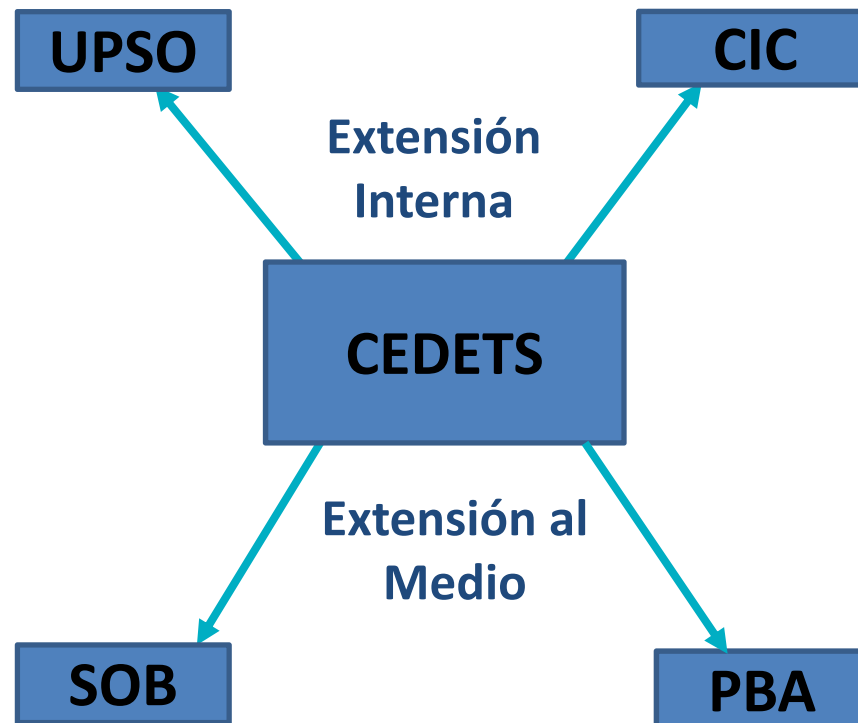 UPSO
CIC
Extensión
Interna
CEDETS
Extensión al
Medio
SOB
PBA